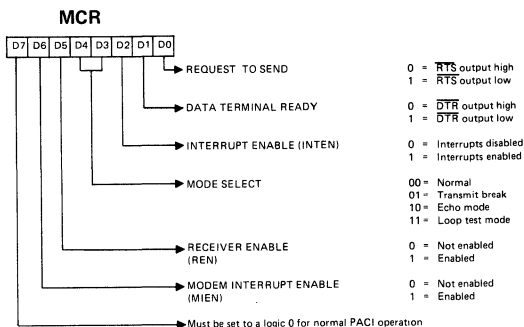 MCR
D7 D6 D5 D4 D3 D2 D1 D0
REQUEST TO SEND 0 = RTS output high
1 = RTS output low
DATA TERMINAL READY 0 = DTR output high
1 = DTR output low
INTERRUPT ENABLE (INTEN) 0 = Interrupts disabled
1 = Interrupts enabled
MODE SELECT 00 = Normal
01 = Transmit break
10 = Echo mode
11 = Loop test mode
RECEIVER ENABLE 0 = Not enabled
(REN) 1 = Enabled
MODEM INTERRUPT ENABLE 0 = Not enabled
(MIEN) 1 = Enabled
Must be set to a logic 0 for normal PACI operation